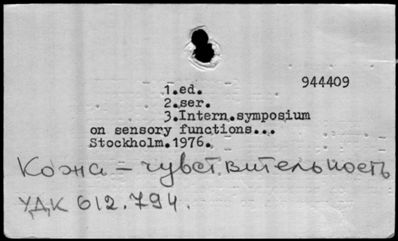 944409
1.ed.
2.ser.
3.Intern.symposium
on sensory functions...
Stockholm.1976.
Кожа – чувствительность
УДК 612.794.